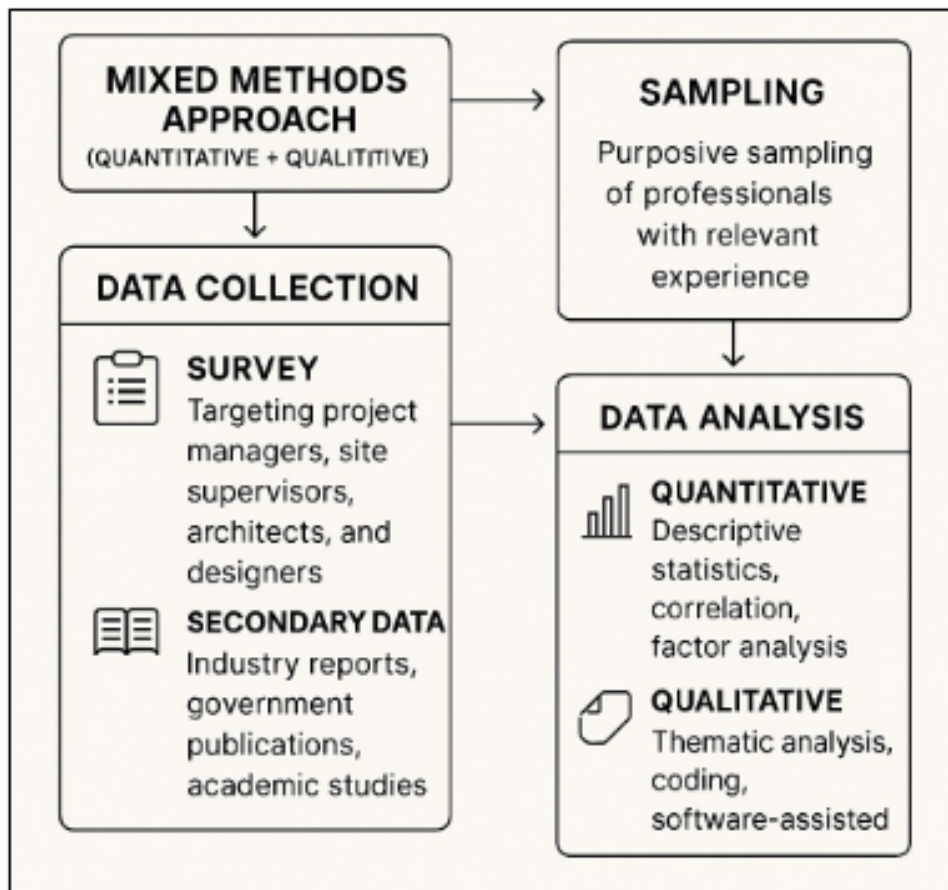 MIXED METHODS
APPROACH
(QUANTITATIVE + QUALITITIVE)
SAMPLING
Purposive sampling
of professionals
with relevant
experience
DATA COLLECTION
SURVEY
Targeting project
managers, site
supervisors,
architects, and
designers
SECONDARY DATA
Industry reports,
government
publications,
academic studies
DATA ANALYSIS
QUANTITATIVE
Descriptive
statistics,
correlation,
factor analysis
QUALITATIVE
Thematic analysis,
coding,
software-assisted